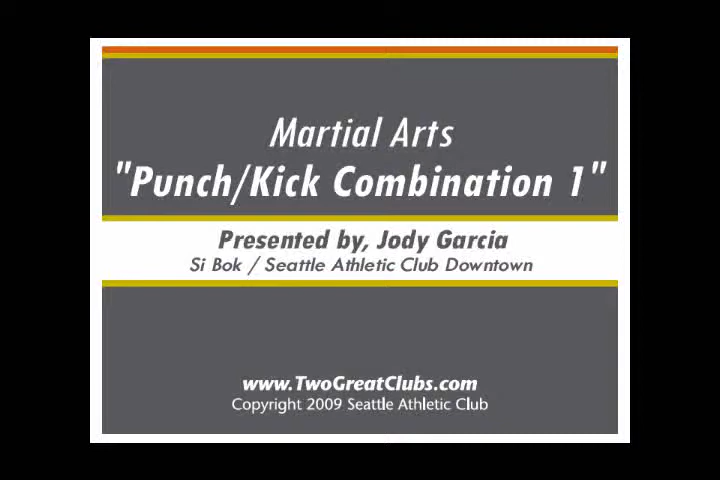 Martial Arts
"Punch/Kick Combination 1"
Presented by, Jody Garcia
Si Bok / Seattle Athletic Club Downtown
www.TwoGreatClubs.com
Copyright 2009 Seattle Athletic Club